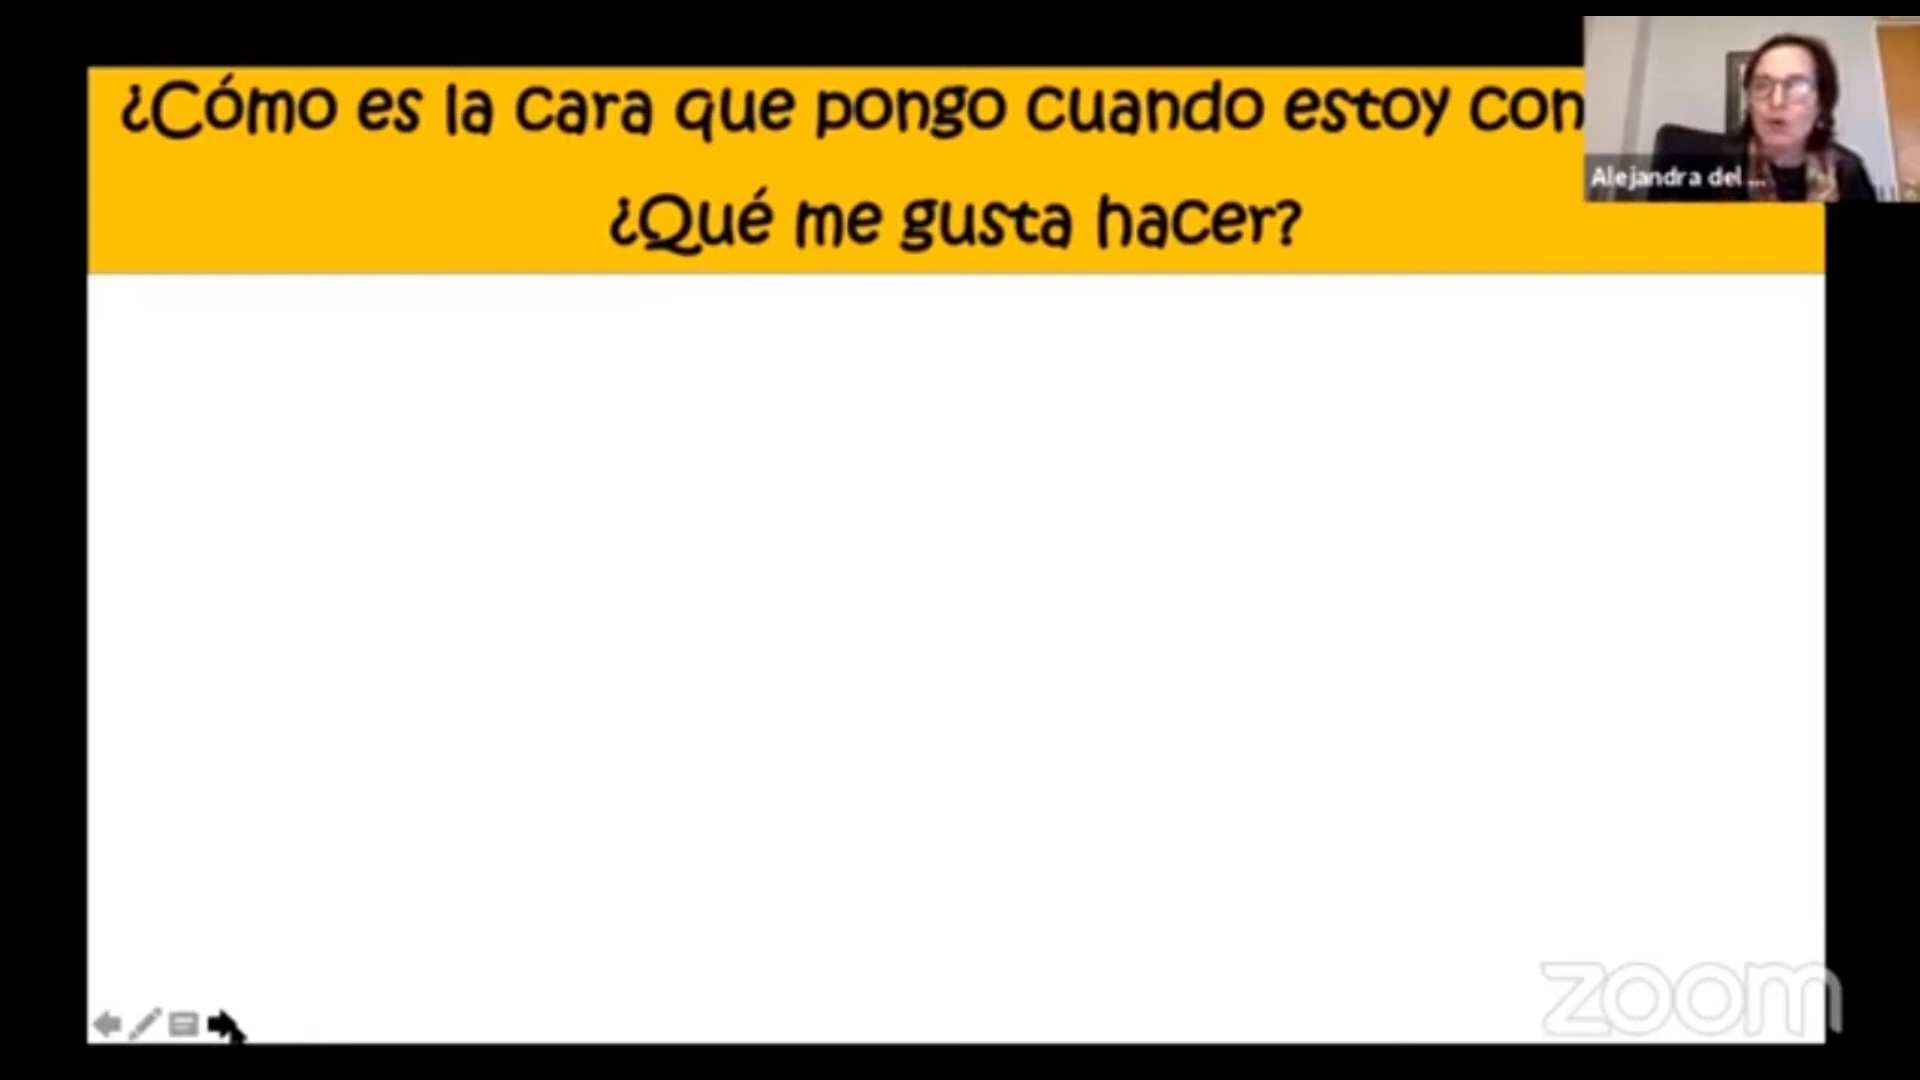 ¿Cómo es la cara que pongo cuando estoy con
¿Qué me gusta hacer?
Alejandra del ...
zoom